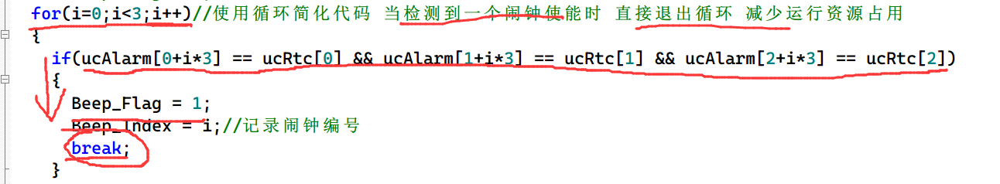 for(i=0;i<3;i++)//使用循环简化代码 当检测到一个闹钟使能时 直接退出循环 减少运行资源占用
{
if(ucAlarm[0+i*3] == ucRtc[0] && ucAlarm[1+i*3] == ucRtc[1] && ucAlarm[2+i*3] == ucRtc[2])
{
Beep_Flag = 1;
Beep_Index = i;//记录闹钟编号
break;
}